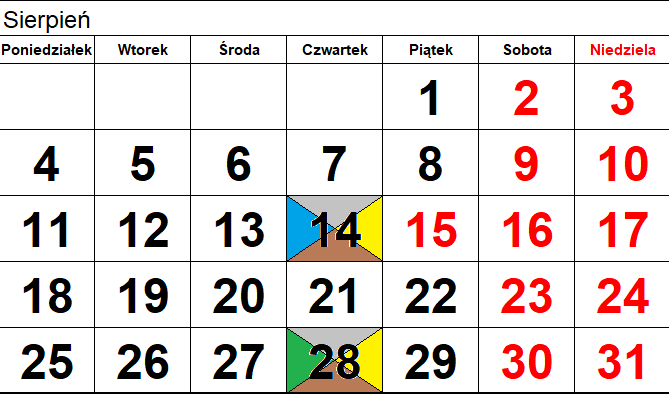 Sierpień
Poniedziałek Wtorek Środa Czwartek Piątek Sobota Niedziela
1 2 3
4 5 6 7 8 9 10
11 12 13 14 15 16 17
18 19 20 21 22 23 24
25 26 27 28 29 30 31